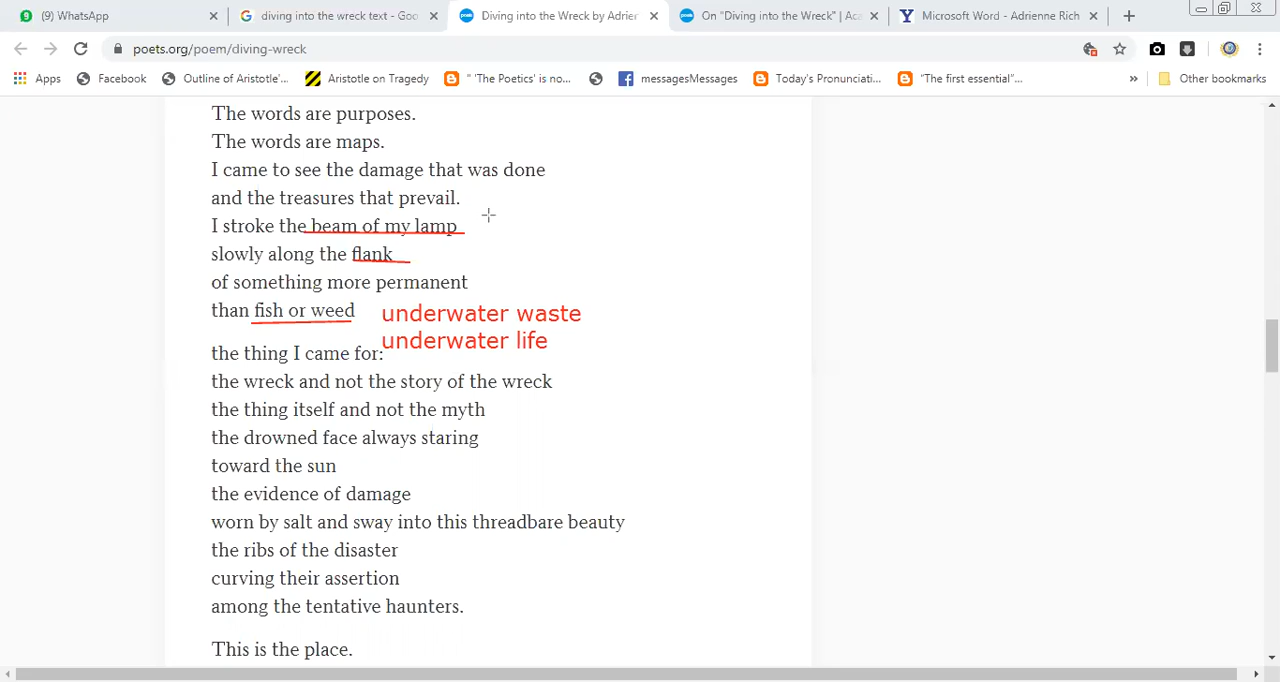 (9) WhatsApp
diving into the wreck text - Goo
Diving into the Wreck by Adrien
On "Diving into the Wreck" | Aca
Microsoft Word - Adrienne Rich
poets.org/poem/diving-wreck
Apps
Facebook
Outline of Aristotle'...
Aristotle on Tragedy
" 'The Poetics' is no...
messagesMessages
Today's Pronunciati...
"The first essential"...
Other bookmarks
The words are purposes.
The words are maps.
I came to see the damage that was done
and the treasures that prevail.
I stroke the beam of my lamp
slowly along the flank
of something more permanent
than fish or weed
underwater waste
underwater life
the thing I came for:
the wreck and not the story of the wreck
the thing itself and not the myth
the drowned face always staring
toward the sun
the evidence of damage
worn by salt and sway into this threadbare beauty
the ribs of the disaster
curving their assertion
among the tentative haunters.
This is the place.